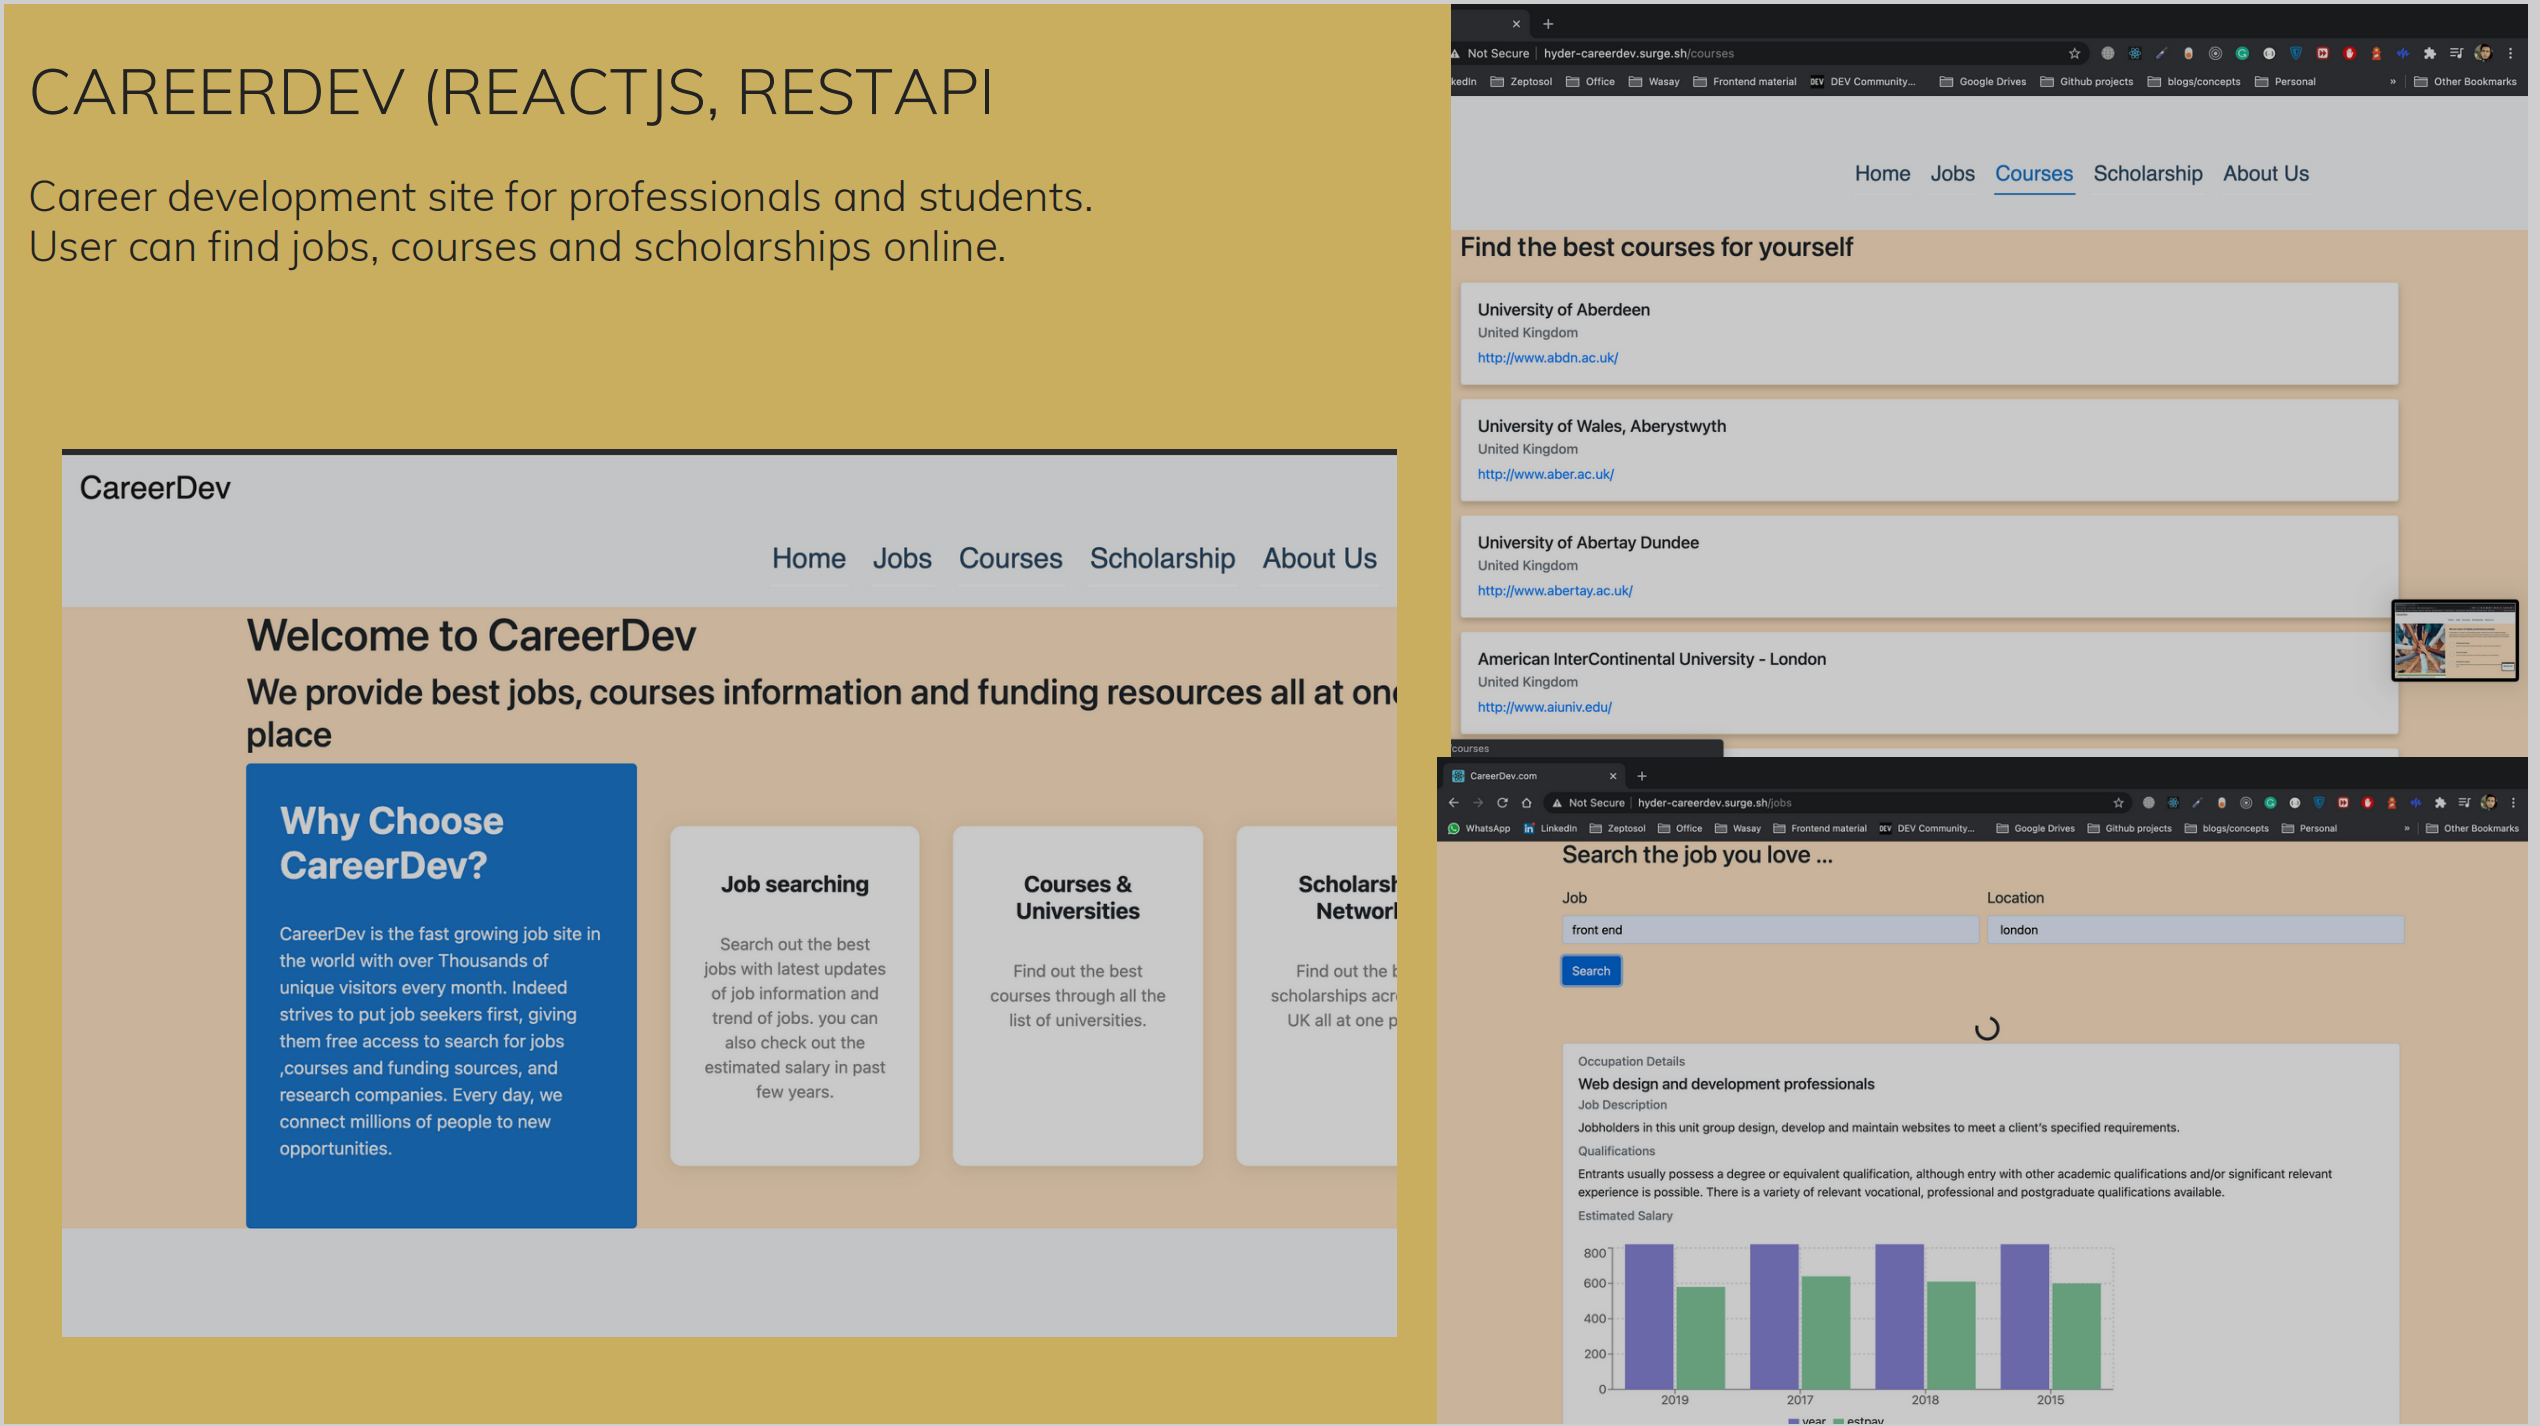 CAREERDEV (REACTJS, RESTAPI
Career development site for professionals and students.
User can find jobs, courses and scholarships online.
CareerDev
Home Jobs Courses Scholarship About Us
Welcome to CareerDev
We provide best jobs, courses information and funding resources all at one
place
Why Choose
CareerDev?
CareerDev is the fast growing job site in
the world with over Thousands of
unique visitors every month. Indeed
strives to put job seekers first, giving
them free access to search for jobs
,courses and funding sources, and
research companies. Every day, we
connect millions of people to new
opportunities.
Job searching
Search out the best
jobs with latest updates
of job information and
trend of jobs. you can
also check out the
estimated salary in past
few years.
Courses &
Universities
Find out the best
courses through all the
list of universities.
Scholarsh
Network
Find out the b
scholarships acr
UK all at one p
Not Secure hyder-careerdev.surge.sh/courses
kedIn Zeptosol Office Wasay Frontend material DEV DEV Community... Google Drives Github projects blogs/concepts Personal » Other Bookmarks
Home Jobs Courses Scholarship About Us
Find the best courses for yourself
University of Aberdeen
United Kingdom
http://www.abdn.ac.uk/
University of Wales, Aberystwyth
United Kingdom
http://www.aber.ac.uk/
University of Abertay Dundee
United Kingdom
http://www.abertay.ac.uk/
American InterContinental University - London
United Kingdom
http://www.aiuniv.edu/
courses
CareerDev.com
Not Secure hyder-careerdev.surge.sh/jobs
WhatsApp LinkedIn Zeptosol Office Wasay Frontend material DEV DEV Community... Google Drives Github projects blogs/concepts Personal » Other Bookmarks
Search the job you love ...
Job Location
front end london
Search
Occupation Details
Web design and development professionals
Job Description
Jobholders in this unit group design, develop and maintain websites to meet a client's specified requirements.
Qualifications
Entrants usually possess a degree or equivalent qualification, although entry with other academic qualifications and/or significant relevant
experience is possible. There is a variety of relevant vocational, professional and postgraduate qualifications available.
Estimated Salary
800
600
400
200
0
2019 2017 2018 2015
year estpay